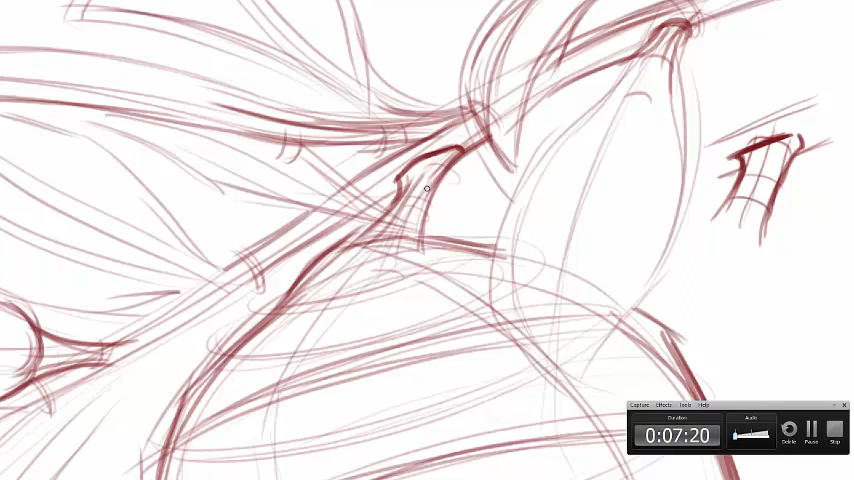 Capture Effects Tools Help
Duration
Audio
0:07:20
Delete Pause Stop